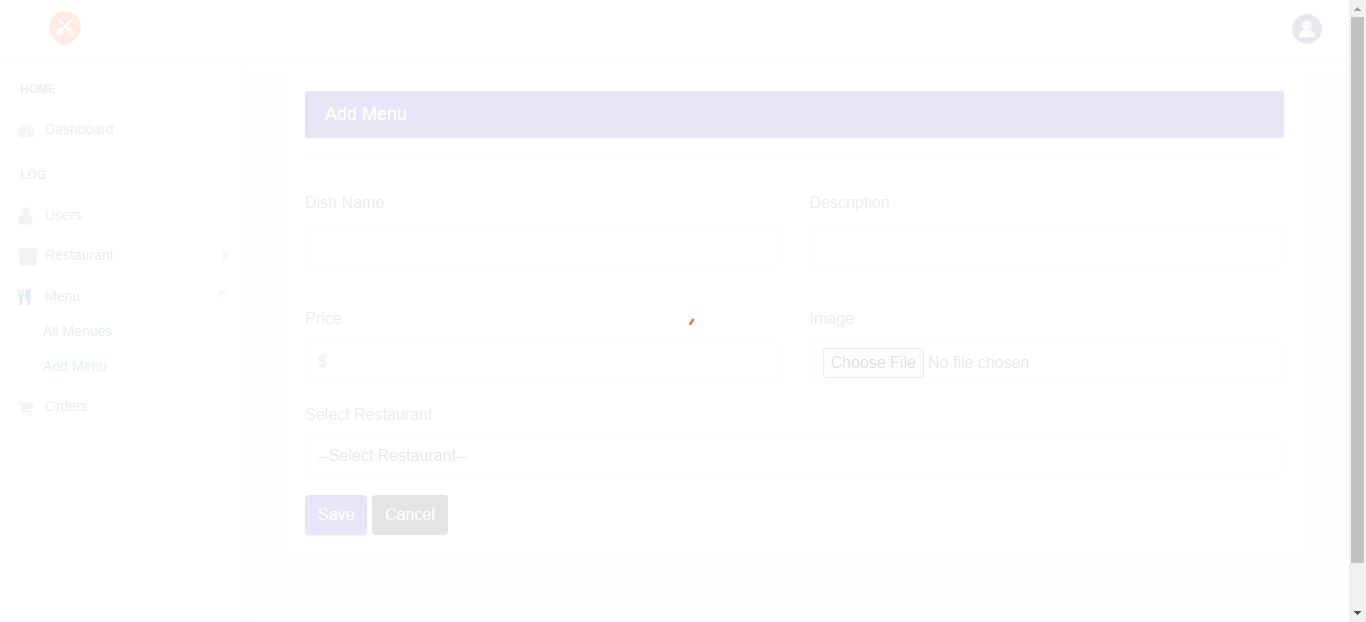 HOME
Dashboard
LOG
Users
Restaurant
Menu
All Menues
Add Menu
Orders
Add Menu
Dish Name
Description
Price
Image
$
Choose File No file chosen
Select Restaurant
--Select Restaurant--
Save
Cancel